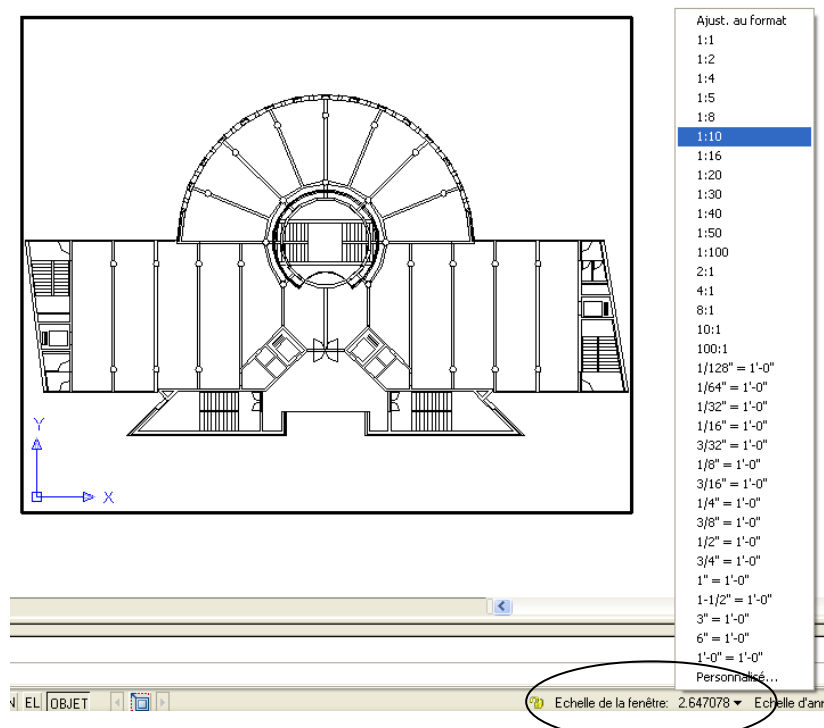 Ajust. au format
1:1
1:2
1:4
1:5
1:8
1:10
1:16
1:20
1:30
1:40
1:50
1:100
2:1
4:1
8:1
10:1
100:1
1/128" = 1'-0"
1/64" = 1'-0"
1/32" = 1'-0"
1/16" = 1'-0"
3/32" = 1'-0"
1/8" = 1'-0"
3/16" = 1'-0"
1/4" = 1'-0"
3/8" = 1'-0"
1/2" = 1'-0"
3/4" = 1'-0"
1" = 1'-0"
1-1/2" = 1'-0"
3" = 1'-0"
6" = 1'-0"
1'-0" = 1'-0"
Personnalisé...
Y
X
N EL OBJET Echelle de la fenêtre: 2.647078 Echelle d'ann